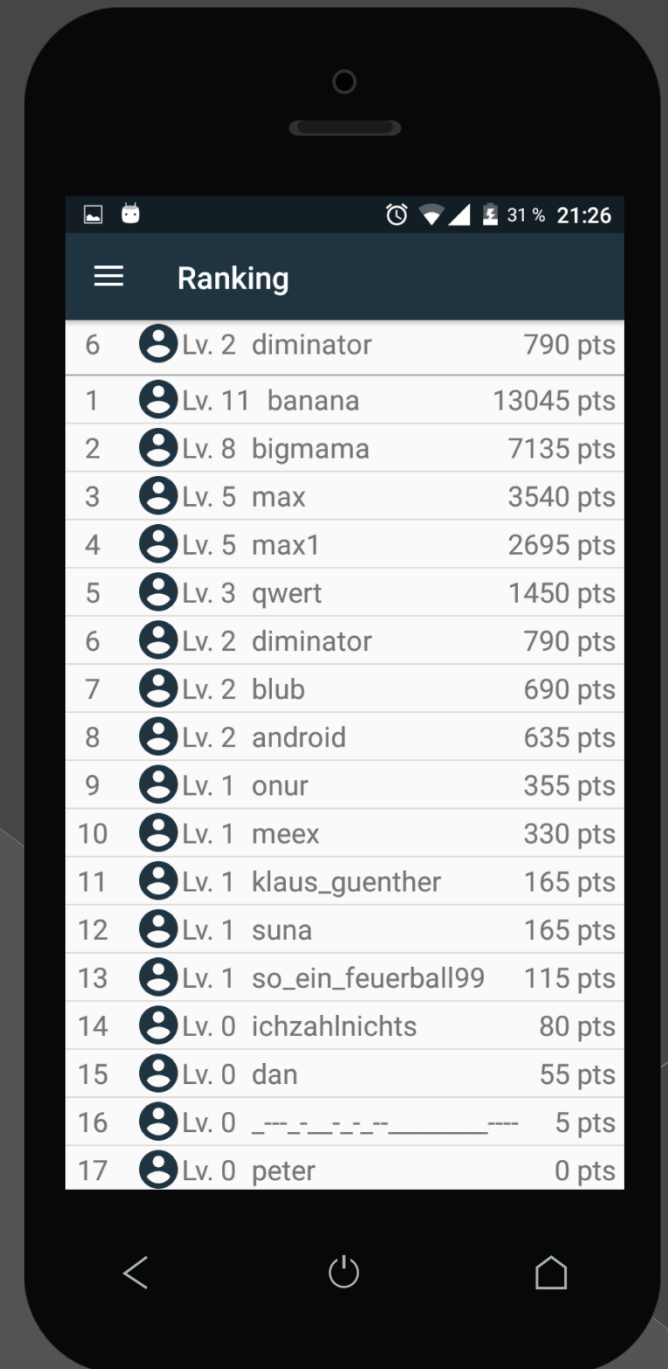 31 % 21:26
Ranking
6 Lv. 2 diminator 790 pts
1 Lv. 11 banana 13045 pts
2 Lv. 8 bigmama 7135 pts
3 Lv. 5 max 3540 pts
4 Lv. 5 max1 2695 pts
5 Lv. 3 qwert 1450 pts
6 Lv. 2 diminator 790 pts
7 Lv. 2 blub 690 pts
8 Lv. 2 android 635 pts
9 Lv. 1 onur 355 pts
10 Lv. 1 meex 330 pts
11 Lv. 1 klaus_guenther 165 pts
12 Lv. 1 suna 165 pts
13 Lv. 1 so_ein_feuerball99 115 pts
14 Lv. 0 ichzahlnichts 80 pts
15 Lv. 0 dan 55 pts
16 Lv. 0 5 pts
17 Lv. 0 peter 0 pts